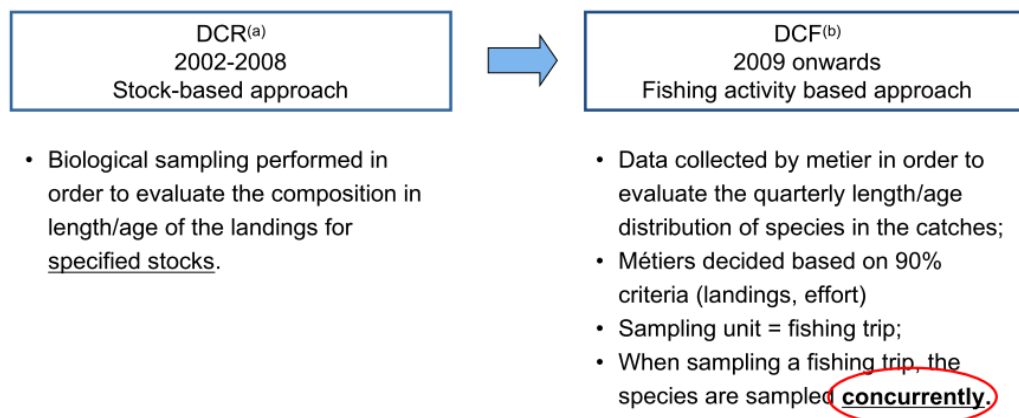 DCR(a)
2002-2008
Stock-based approach
DCF(b)
2009 onwards
Fishing activity based approach
• Biological sampling performed in
order to evaluate the composition in
length/age of the landings for
specified stocks.
• Data collected by metier in order to
evaluate the quarterly length/age
distribution of species in the catches;
• Métiers decided based on 90%
criteria (landings, effort)
• Sampling unit = fishing trip;
• When sampling a fishing trip, the
species are sampled concurrently.